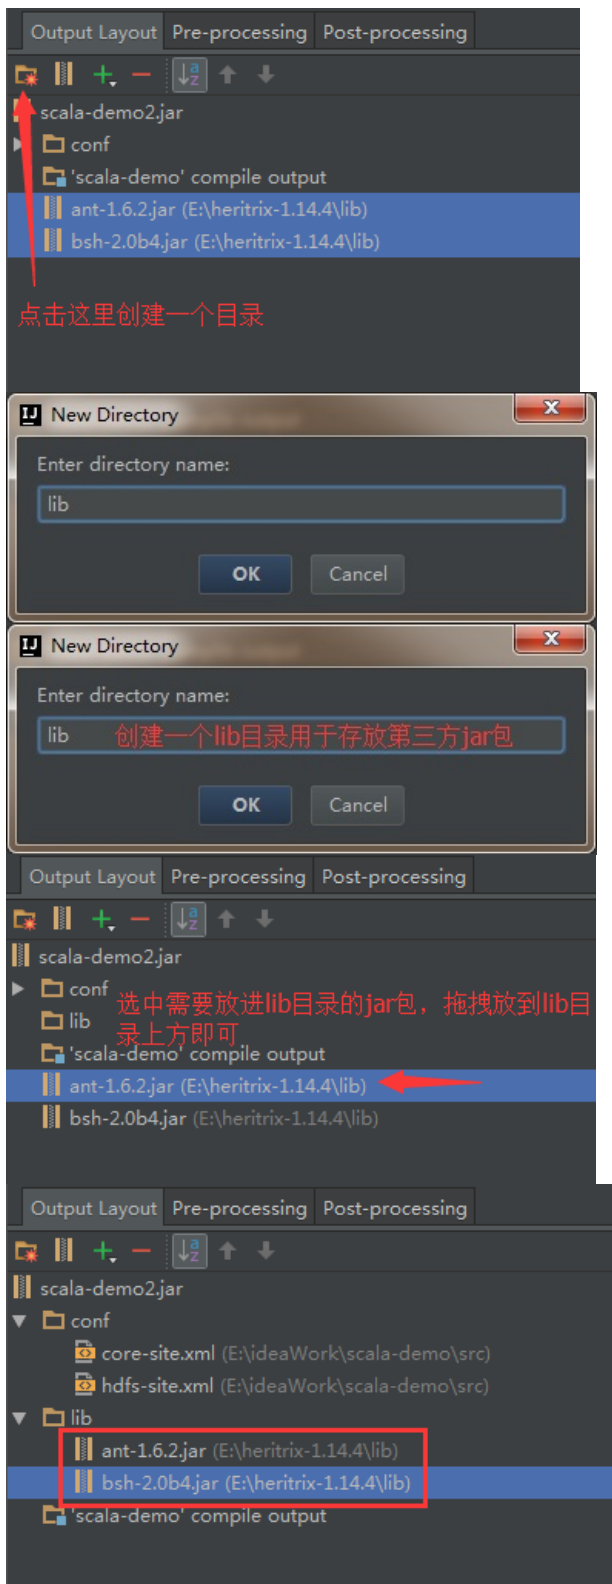 Output Layout Pre-processing Post-processing
scala-demo2.jar
conf
'scala-demo' compile output
ant-1.6.2.jar (E:\heritrix-1.14.4\lib)
bsh-2.0b4.jar (E:\heritrix-1.14.4\lib)
点击这里创建一个目录
New Directory
Enter directory name:
lib
OK Cancel
New Directory
Enter directory name:
lib 创建一个lib目录用于存放第三方jar包
OK Cancel
Output Layout Pre-processing Post-processing
scala-demo2.jar
conf
选中需要放进lib目录的jar包，拖拽放到lib目
lib
录上方即可
'scala-demo' compile output
ant-1.6.2.jar (E:\heritrix-1.14.4\lib)
bsh-2.0b4.jar (E:\heritrix-1.14.4\lib)
Output Layout Pre-processing Post-processing
scala-demo2.jar
conf
core-site.xml (E:\ideaWork\scala-demo\src)
hdfs-site.xml (E:\ideaWork\scala-demo\src)
lib
ant-1.6.2.jar (E:\heritrix-1.14.4\lib)
bsh-2.0b4.jar (E:\heritrix-1.14.4\lib)
'scala-demo' compile output